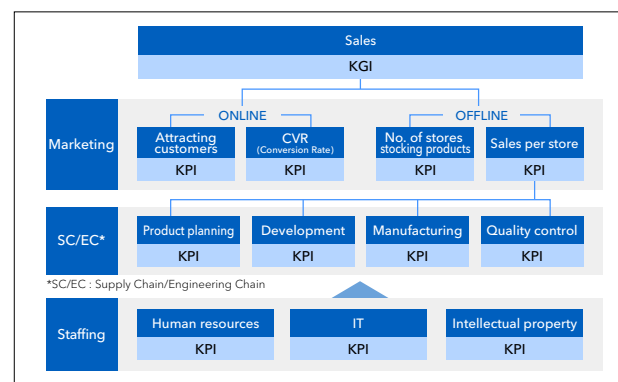 Sales
KGI
Marketing
ONLINE
OFFLINE
Attracting
customers
KPI
CVR
(Conversion Rate)
KPI
No. of stores
stocking products
KPI
Sales per store
KPI
SC/EC*
Product planning
KPI
Development
KPI
Manufacturing
KPI
Quality control
KPI
*SC/EC : Supply Chain/Engineering Chain
Staffing
Human resources
KPI
IT
KPI
Intellectual property
KPI